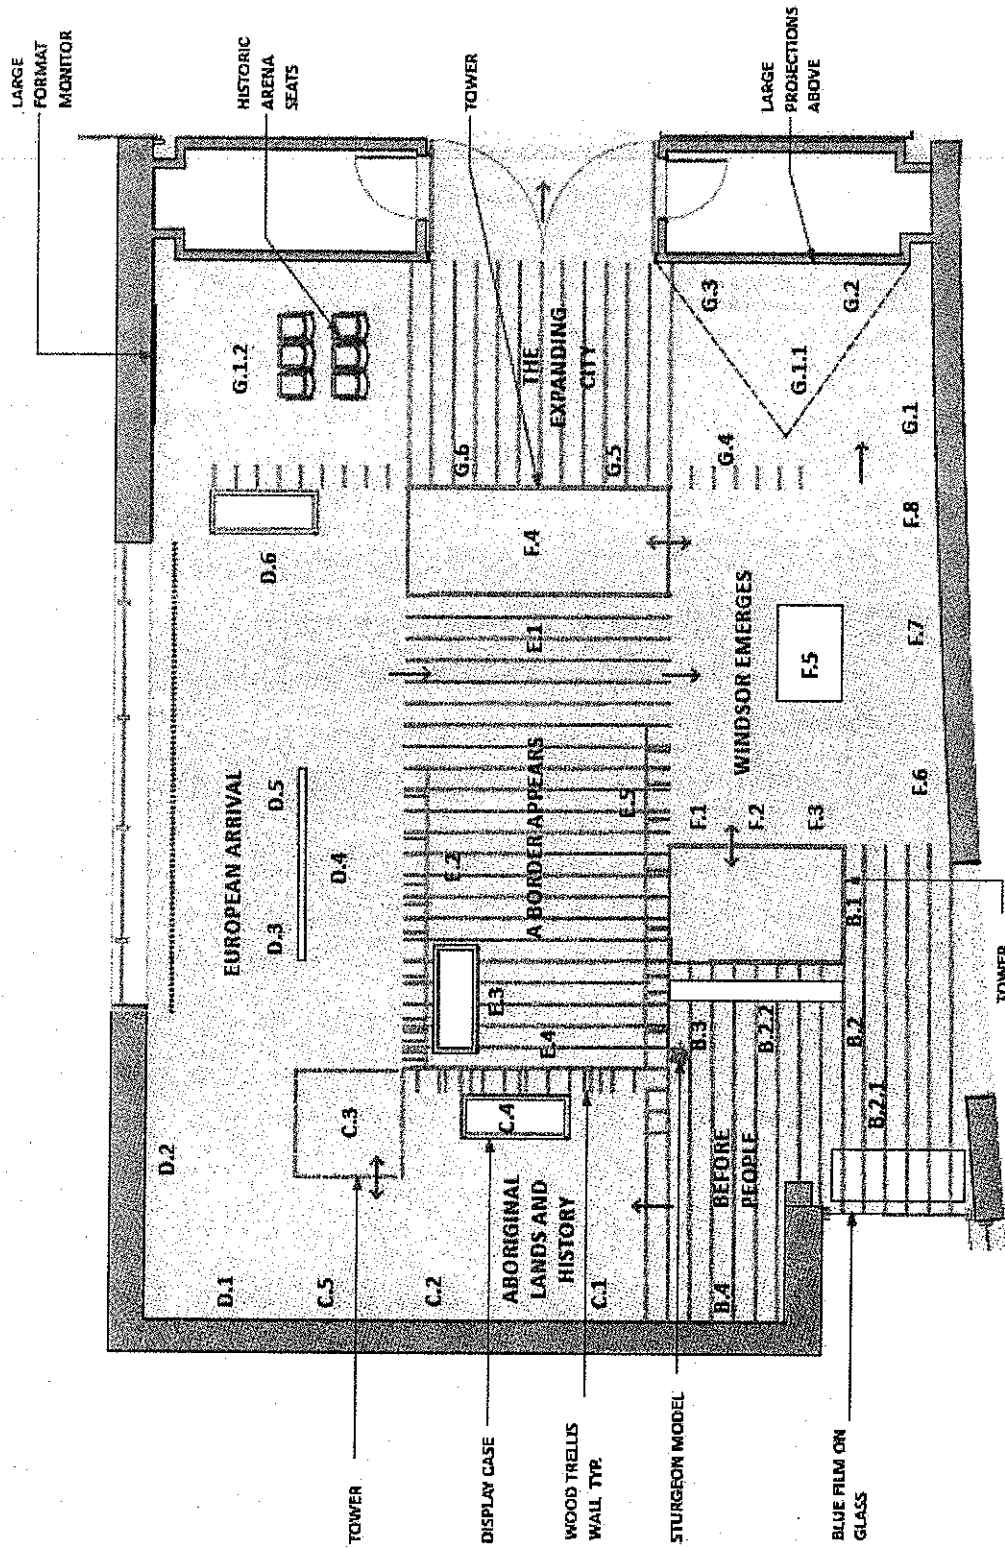 LARGE
FORMAT
MONITOR
HISTORIC
ARENA
SEATS
TOWER
LARGE
PROJECTIONS
ABOVE
G.1.2
G.6
THE
EXPANDING
CITY
G.5
G.3
G.2
G.1.1
G.4
G.1
D.6
F.4
F.8
E.1
WINDSOR EMERGES
F.5
F.7
EUROPEAN ARRIVAL
D.5
D.4
D.3
E.2
A BORDER APPEARS
E.5
F.1
F.2
F.3
F.6
E.3
E.4
B.1
B.3
B.2.2
B.2
B.2.1
TOWER
D.2
C.3
C.4
BEFORE
PEOPLE
ABORIGINAL
LANDS AND
HISTORY
D.1
C.5
C.2
C.1
B.4
TOWER
DISPLAY CASE
WOOD TRELLIS
WALL TYP.
STURGEON MODEL
BLUE FILM ON
GLASS